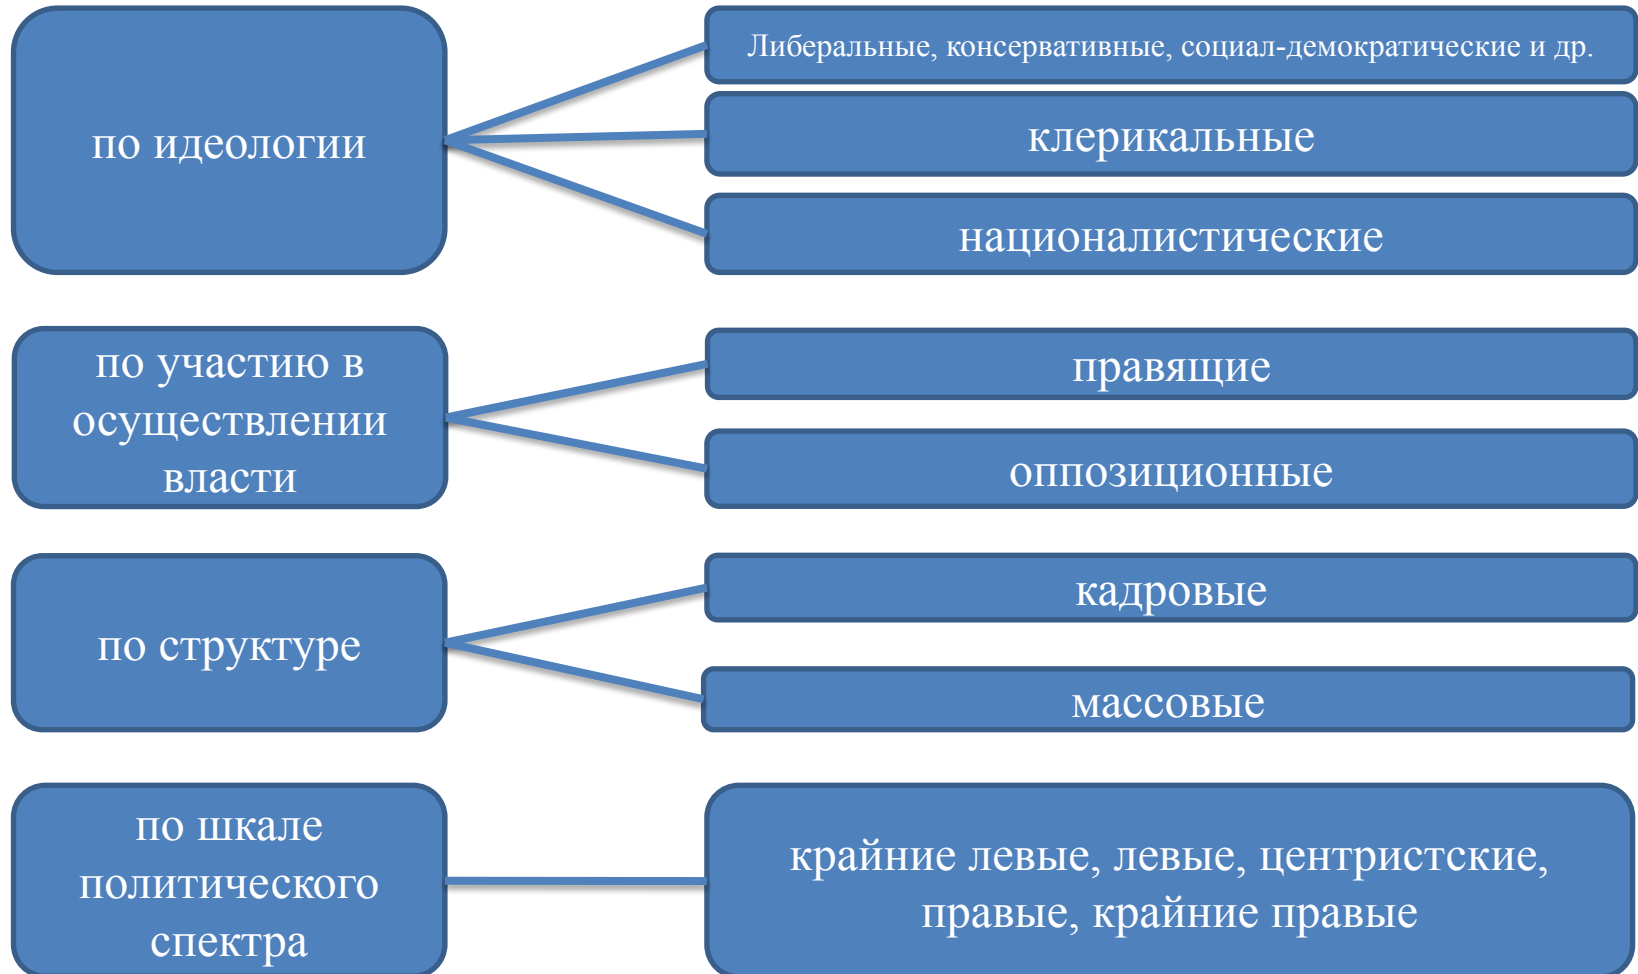 по идеологии
Либеральные, консервативные, социал-демократические и др.
клерикальные
националистические
по участию в
осуществлении
власти
правящие
оппозиционные
по структуре
кадровые
массовые
по шкале
политического
спектра
крайние левые, левые, центристские,
правые, крайние правые